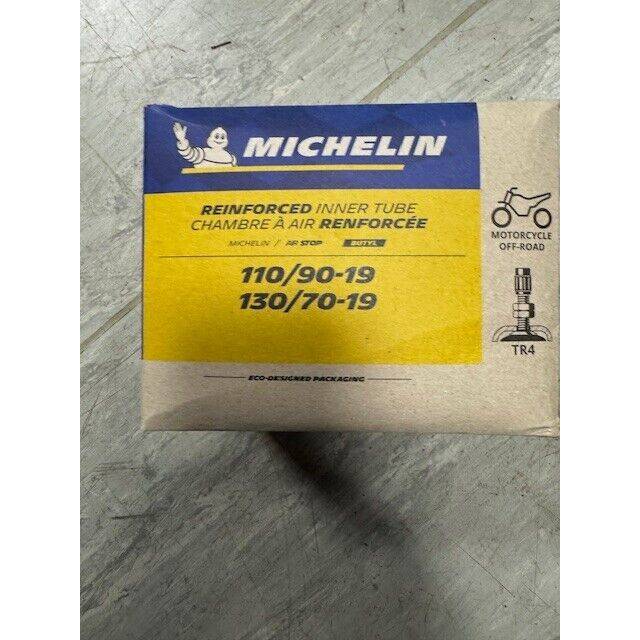 MICHELIN
REINFORCED INNER TUBE
CHAMBRE À AIR RENFORCÉE
MICHELIN / AIR STOP BUTYL
110/90-19
130/70-19
ECO-DESIGNED PACKAGING
MOTORCYCLE
OFF-ROAD
TR4